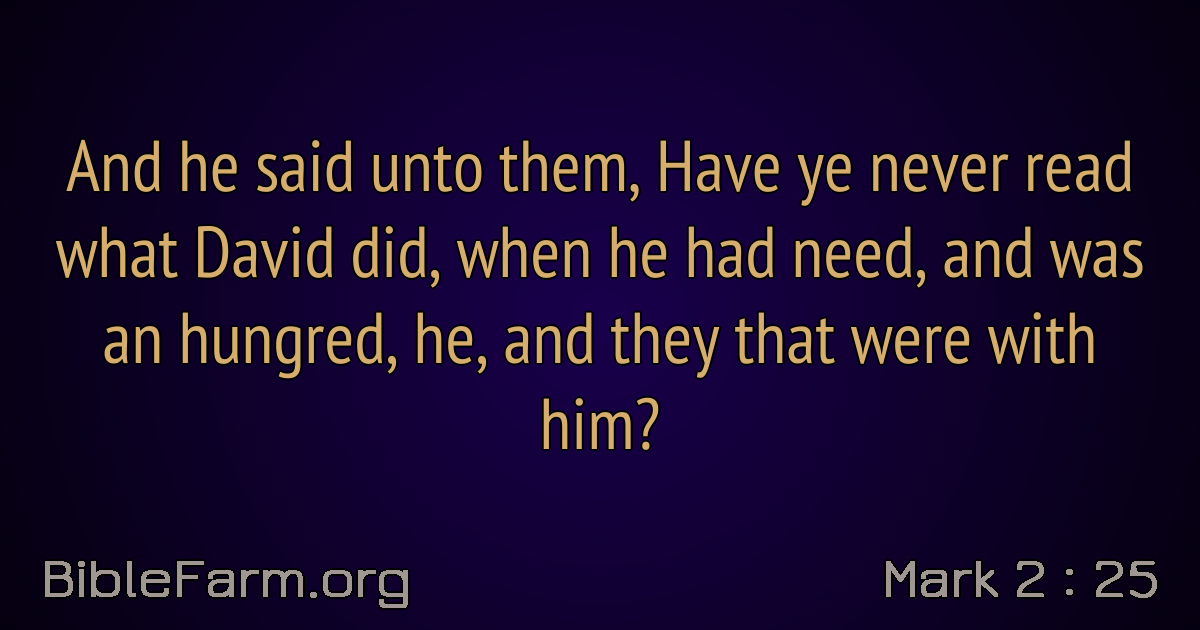 And he said unto them, Have ye never read
what David did, when he had need, and was
an hungred, he, and they that were with
him?
BibleFarm.org
Mark 2 : 25